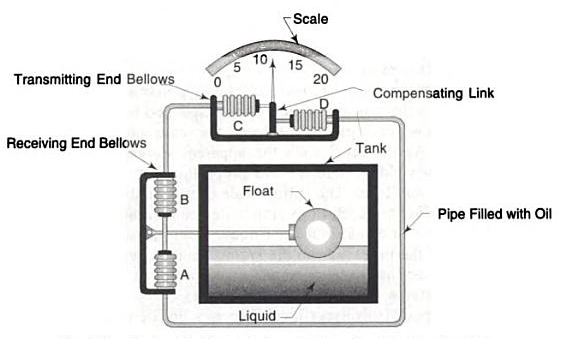 Scale
0 5 10 15 20
Transmitting End Bellows
Compensating Link
C
D
Receiving End Bellows
Tank
B
Float
Pipe Filled with Oil
A
Liquid